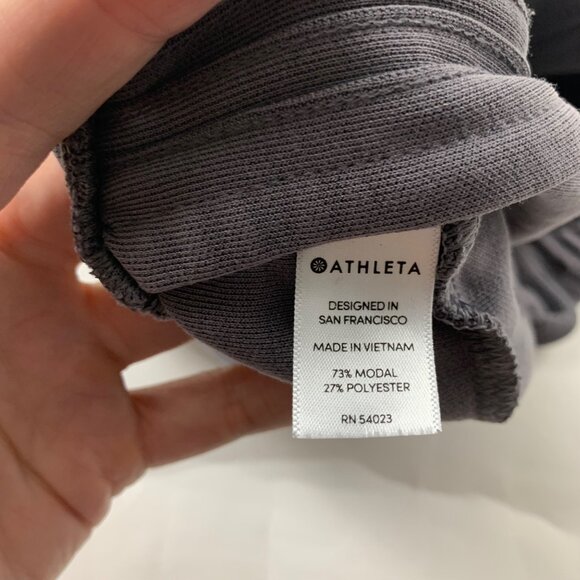 ATHLETA
DESIGNED IN
SAN FRANCISCO
MADE IN VIETNAM
73% MODAL
27% POLYESTER
RN 54023